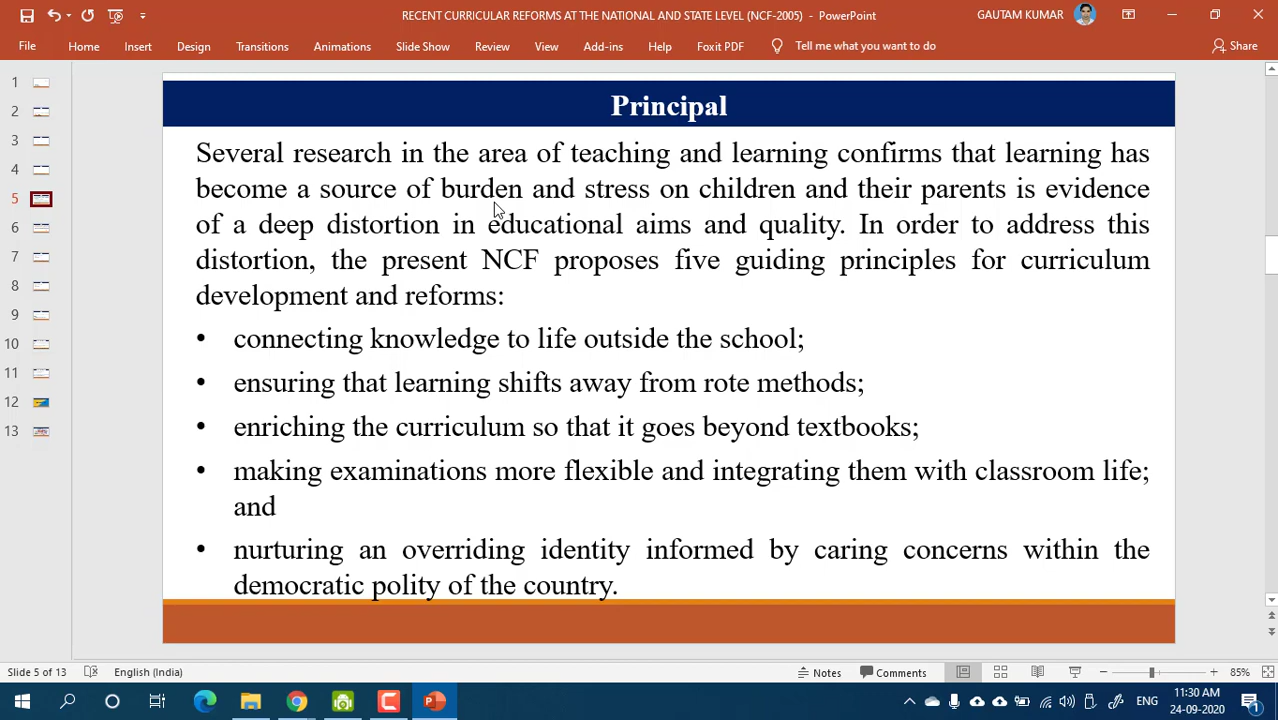 RECENT CURRICULAR REFORMS AT THE NATIONAL AND STATE LEVEL (NCF-2005) - PowerPoint
GAUTAM KUMAR
File Home Insert Design Transitions Animations Slide Show Review View Add-ins Help Foxit PDF Tell me what you want to do Share
1
2
3
4
5
6
7
8
9
10
11
12
13
Principal
Several research in the area of teaching and learning confirms that learning has
become a source of burden and stress on children and their parents is evidence
of a deep distortion in educational aims and quality. In order to address this
distortion, the present NCF proposes five guiding principles for curriculum
development and reforms:
• connecting knowledge to life outside the school;
• ensuring that learning shifts away from rote methods;
• enriching the curriculum so that it goes beyond textbooks;
• making examinations more flexible and integrating them with classroom life;
and
• nurturing an overriding identity informed by caring concerns within the
democratic polity of the country.
Slide 5 of 13 English (India) Notes Comments 85%
ENG 11:30 AM
24-09-2020